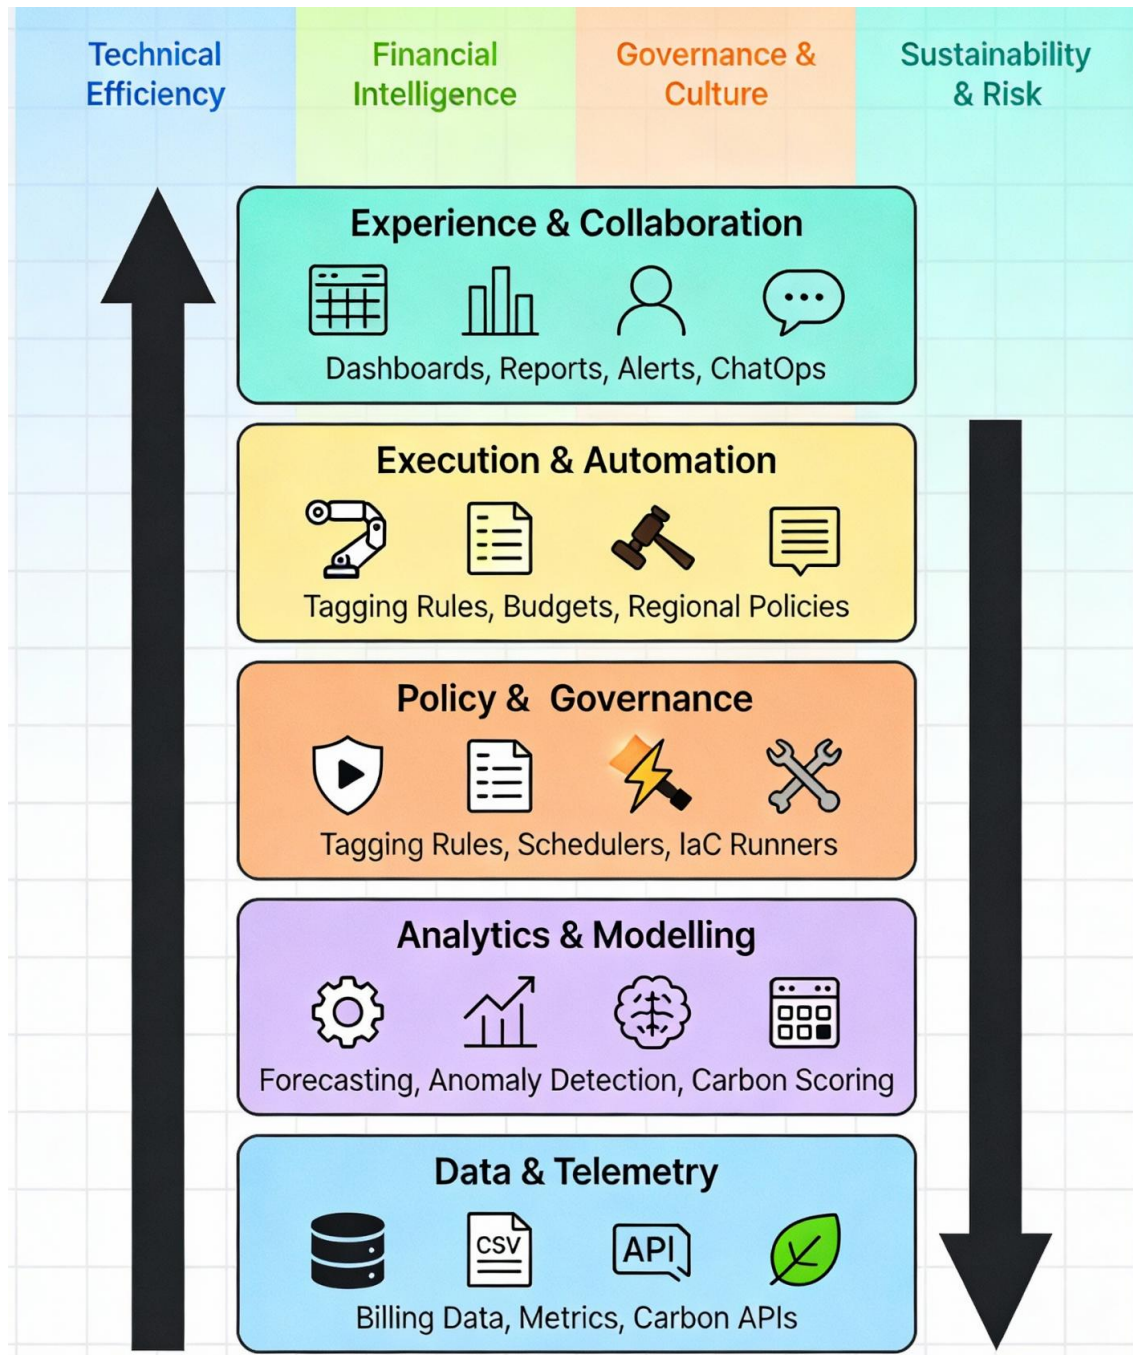 Technical
Efficiency
Financial
Intelligence
Governance &
Culture
Sustainability
& Risk
Experience & Collaboration
Dashboards, Reports, Alerts, ChatOps
Execution & Automation
Tagging Rules, Budgets, Regional Policies
Policy & Governance
Tagging Rules, Schedulers, IaC Runners
Analytics & Modelling
Forecasting, Anomaly Detection, Carbon Scoring
Data & Telemetry
CSV
API
Billing Data, Metrics, Carbon APIs